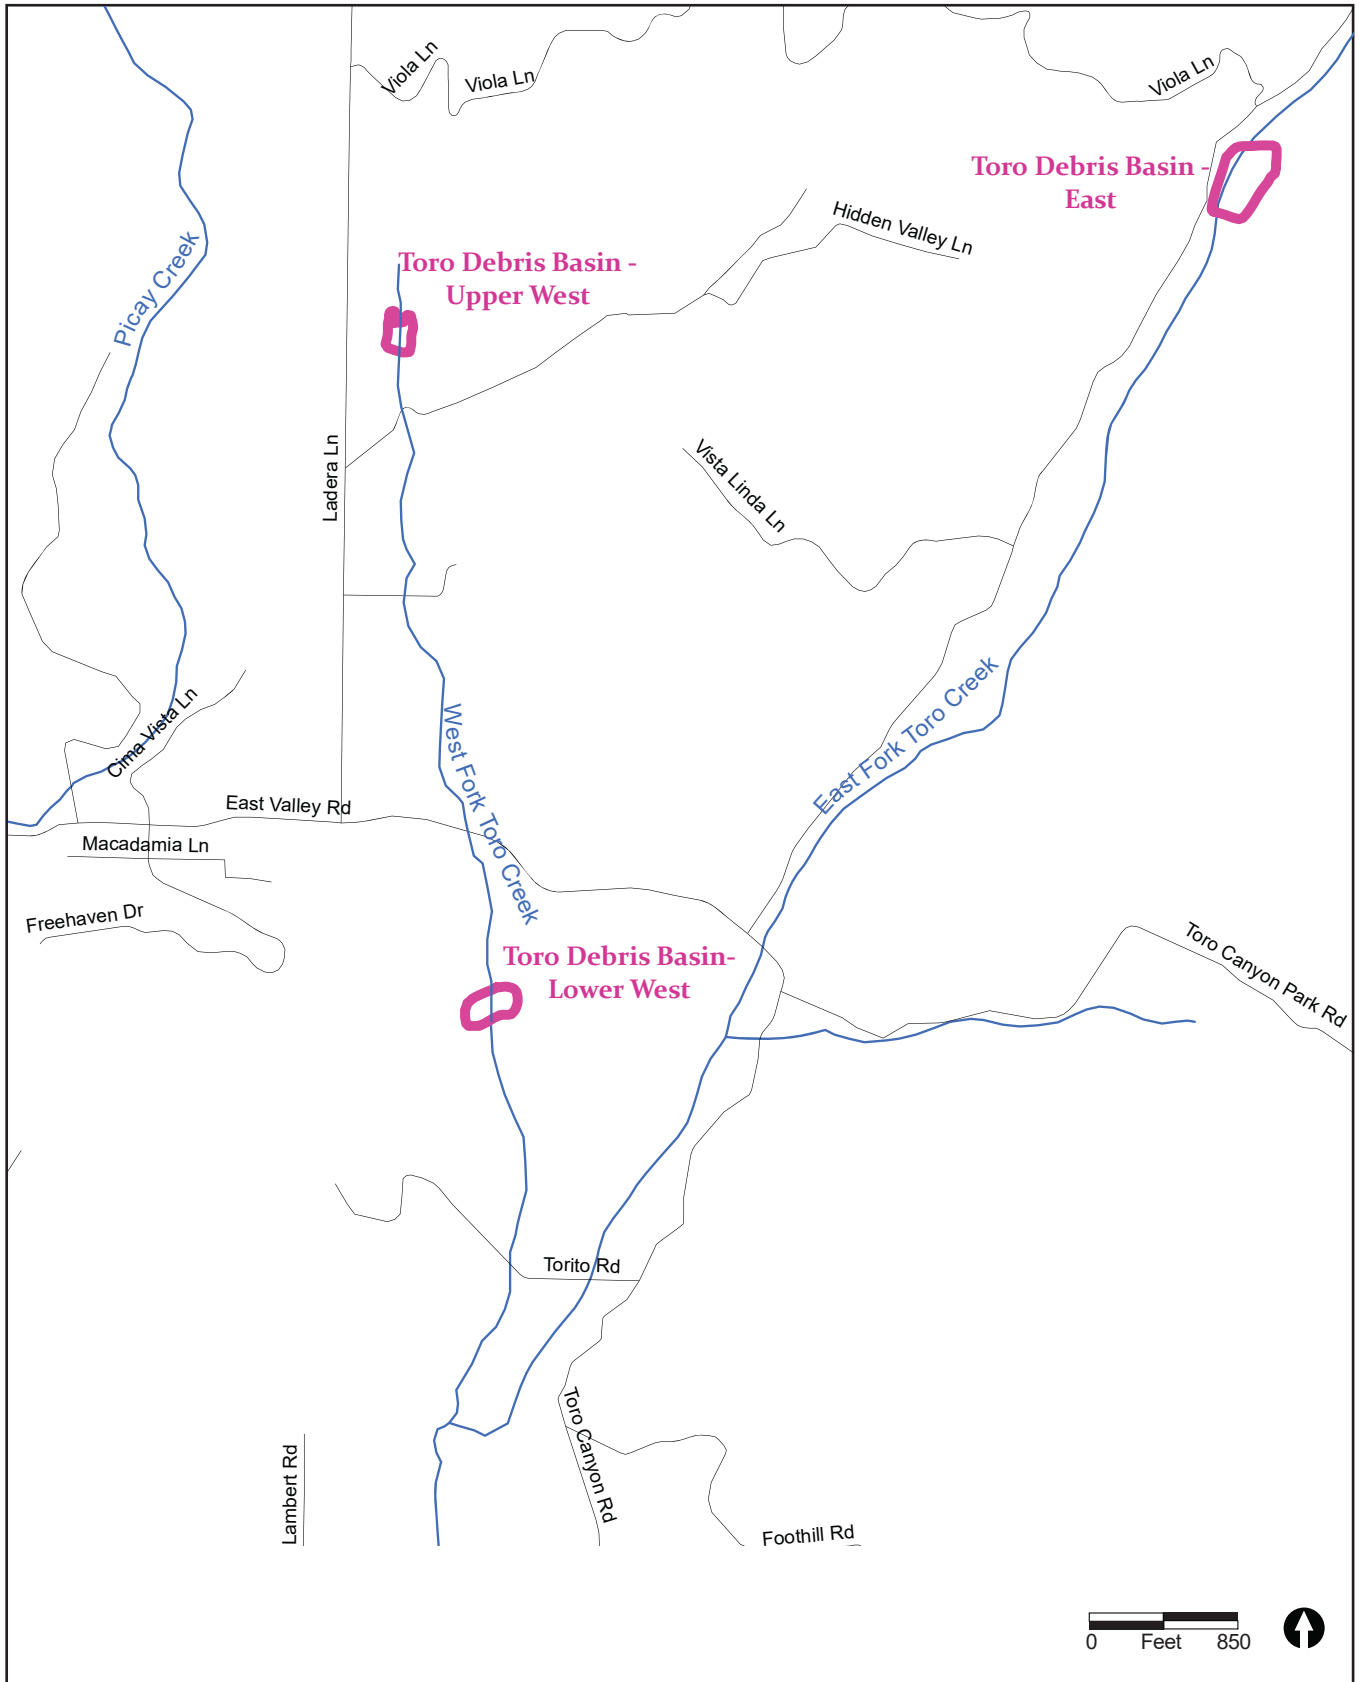 Viola Ln
Viola Ln
Viola Ln
Toro Debris Basin -
East
Hidden Valley Ln
Picay Creek
Toro Debris Basin -
Upper West
Ladera Ln
Vista Linda Ln
Cima Vista Ln
West Fork Toro Creek
East Fork Toro Creek
East Valley Rd
Macadamia Ln
Freehaven Dr
Toro Debris Basin-
Lower West
Toro Canyon Park Rd
Torito Rd
Toro Canyon Rd
Lambert Rd
Foothill Rd
0 Feet 850